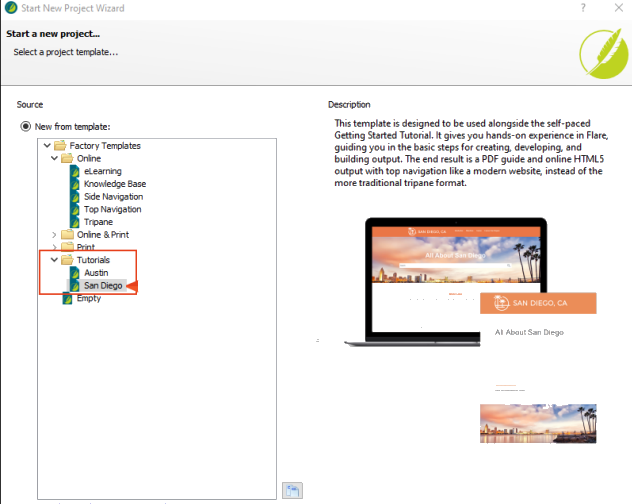 Start New Project Wizard
Start a new project...
Select a project template...
Source
New from template:
Factory Templates
Online
eLearning
Knowledge Base
Side Navigation
Top Navigation
Tripane
Online & Print
Print
Tutorials
Austin
San Diego
Empty
Description
This template is designed to be used alongside the self-paced
Getting Started Tutorial. It gives you hands-on experience in Flare,
guiding you in the basic steps for creating, developing, and
building output. The end result is a PDF guide and online HTML5
output with top navigation like a modern website, instead of the
more traditional tripane format.
SAN DIEGO, CA
All About San Diego
SAN DIEGO, CA
All About San Diego